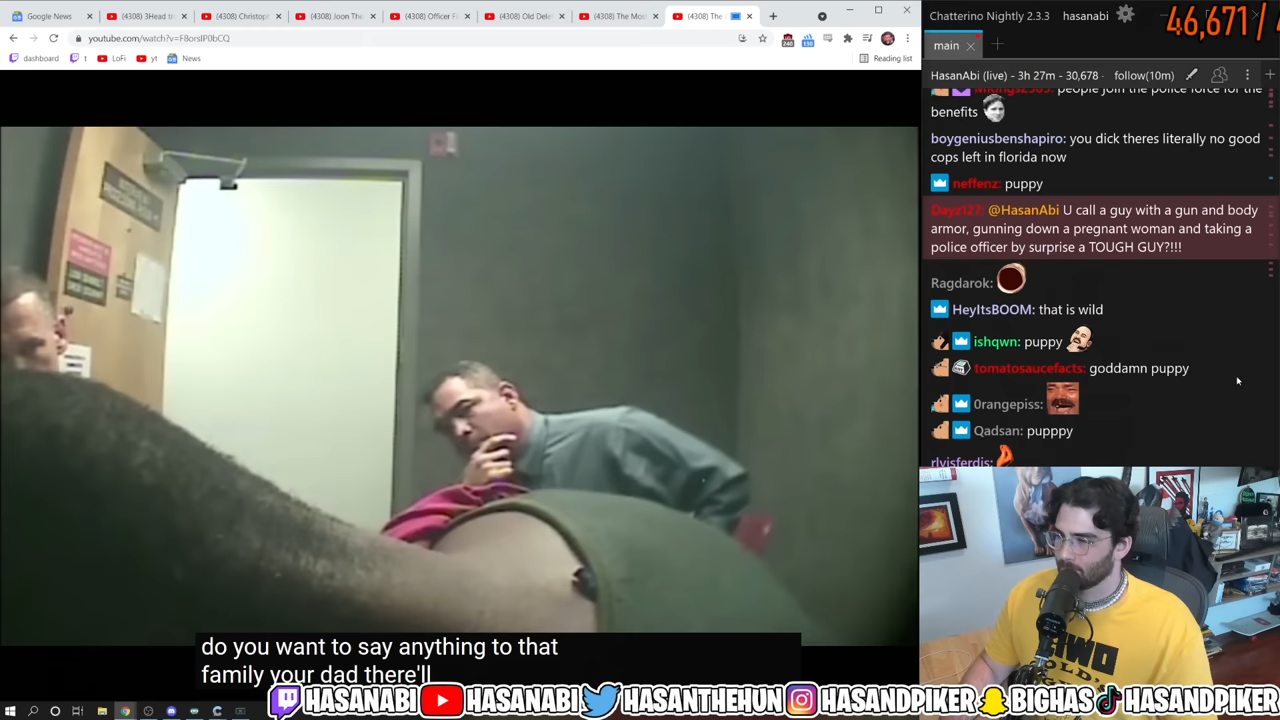 Google News
(4308) 3Head tr
(4308) Christop
(4308) Joon The
(4308) Officer F
(4308) Old Delet
(4308) The Mos
(4308) The
youtube.com/watch?v=F8orsIP0bCQ
dashboard
t
LoFi
yt
News
Reading list
Chatterino Nightly 2.3.3
hasanabi
46,671 /
main
HasanAbi (live) - 3h 27m - 30,678 - follow(10m)
people join the police force for the
benefits
boygeniusbenshapiro: you dick theres literally no good
cops left in florida now
neffenz: puppy
Dayz127: @HasanAbi U call a guy with a gun and body
armor, gunning down a pregnant woman and taking a
police officer by surprise a TOUGH GUY?!!!
Ragdarok:
HeyItsBOOM: that is wild
ishqwn: puppy
tomatosaucefacts: goddamn puppy
0rangepiss:
Qadsan: pupppy
rlvisferdis:
do you want to say anything to that
family your dad there'll
HASANABI
HASANABI
HASANTHEHUN
HASANDPIKER
BIGHAS
HASANDPIKER